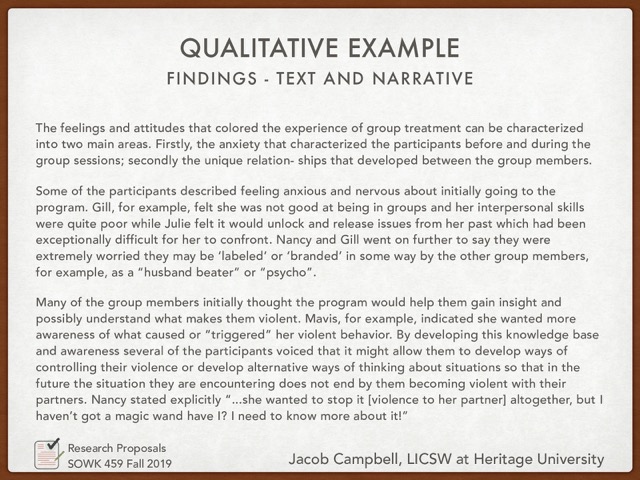 QUALITATIVE EXAMPLE
FINDINGS - TEXT AND NARRATIVE
The feelings and attitudes that colored the experience of group treatment can be characterized
into two main areas. Firstly, the anxiety that characterized the participants before and during the
group sessions; secondly the unique relation- ships that developed between the group members.
Some of the participants described feeling anxious and nervous about initially going to the
program. Gill, for example, felt she was not good at being in groups and her interpersonal skills
were quite poor while Julie felt it would unlock and release issues from her past which had been
exceptionally difficult for her to confront. Nancy and Gill went on further to say they were
extremely worried they may be ‘labeled’ or ‘branded’ in some way by the other group members,
for example, as a “husband beater” or “psycho”.
Many of the group members initially thought the program would help them gain insight and
possibly understand what makes them violent. Mavis, for example, indicated she wanted more
awareness of what caused or “triggered” her violent behavior. By developing this knowledge base
and awareness several of the participants voiced that it might allow them to develop ways of
controlling their violence or develop alternative ways of thinking about situations so that in the
future the situation they are encountering does not end by them becoming violent with their
partners. Nancy stated explicitly “...she wanted to stop it [violence to her partner] altogether, but I
haven’t got a magic wand have I? I need to know more about it!”
Research Proposals
SOWK 459 Fall 2019
Jacob Campbell, LICSW at Heritage University